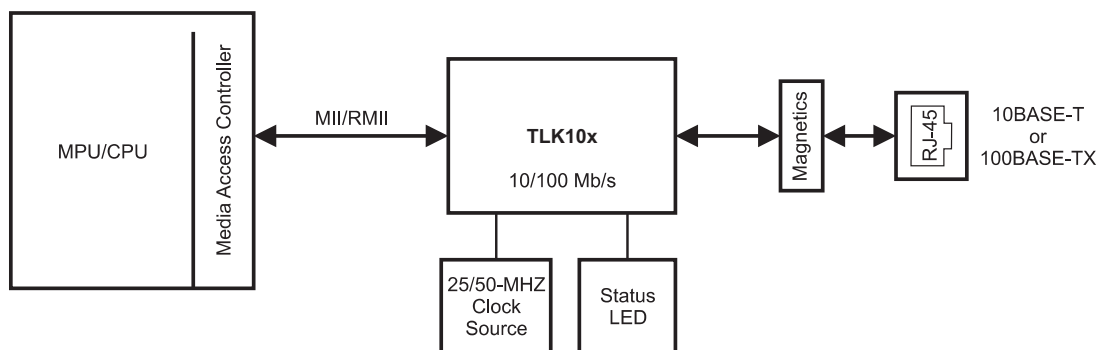 MPU/CPU
Media Access Controller
MII/RMII
TLK10x
10/100 Mb/s
25/50-MHZ
Clock
Source
Status
LED
Magnetics
RJ-45
10BASE-T
or
100BASE-TX